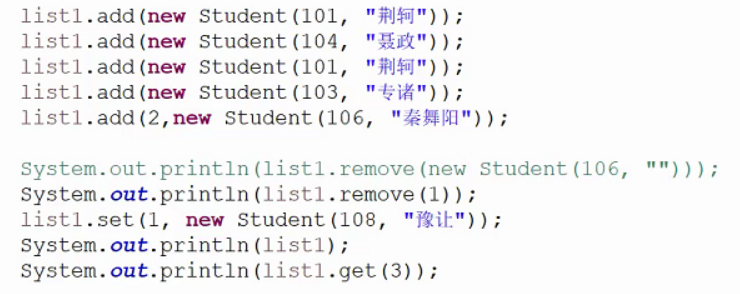 list1.add(new Student(101, "荆轲"));
list1.add(new Student(104, "聂政"));
list1.add(new Student(101, "荆轲"));
list1.add(new Student(103, "专诸"));
list1.add(2,new Student(106, "秦舞阳"));
System.out.println(list1.remove(new Student(106, "")));
System.out.println(list1.remove(1));
list1.set(1, new Student(108, "豫让"));
System.out.println(list1);
System.out.println(list1.get(3));